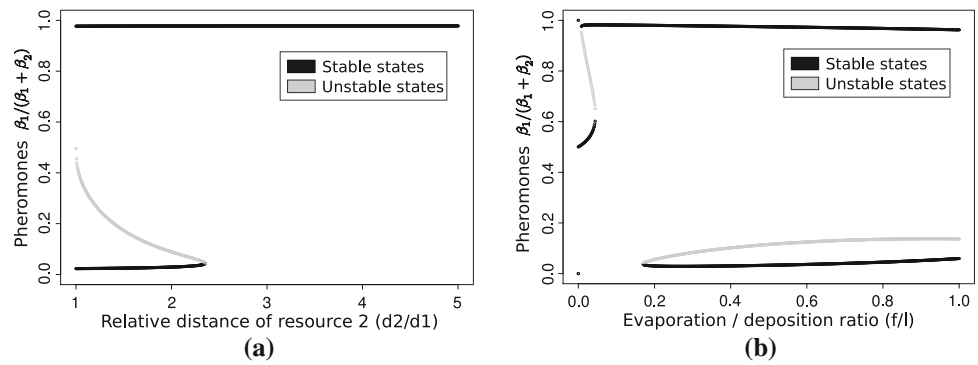 Pheromones β₁/(β₁ + β₂)
0.0 0.2 0.4 0.6 0.8 1.0
Stable states
Unstable states
1 2 3 4 5
Relative distance of resource 2 (d2/d1)
(a)
Pheromones β₁/(β₁ + β₂)
0.0 0.2 0.4 0.6 0.8 1.0
Stable states
Unstable states
0.0 0.2 0.4 0.6 0.8 1.0
Evaporation / deposition ratio (f/l)
(b)